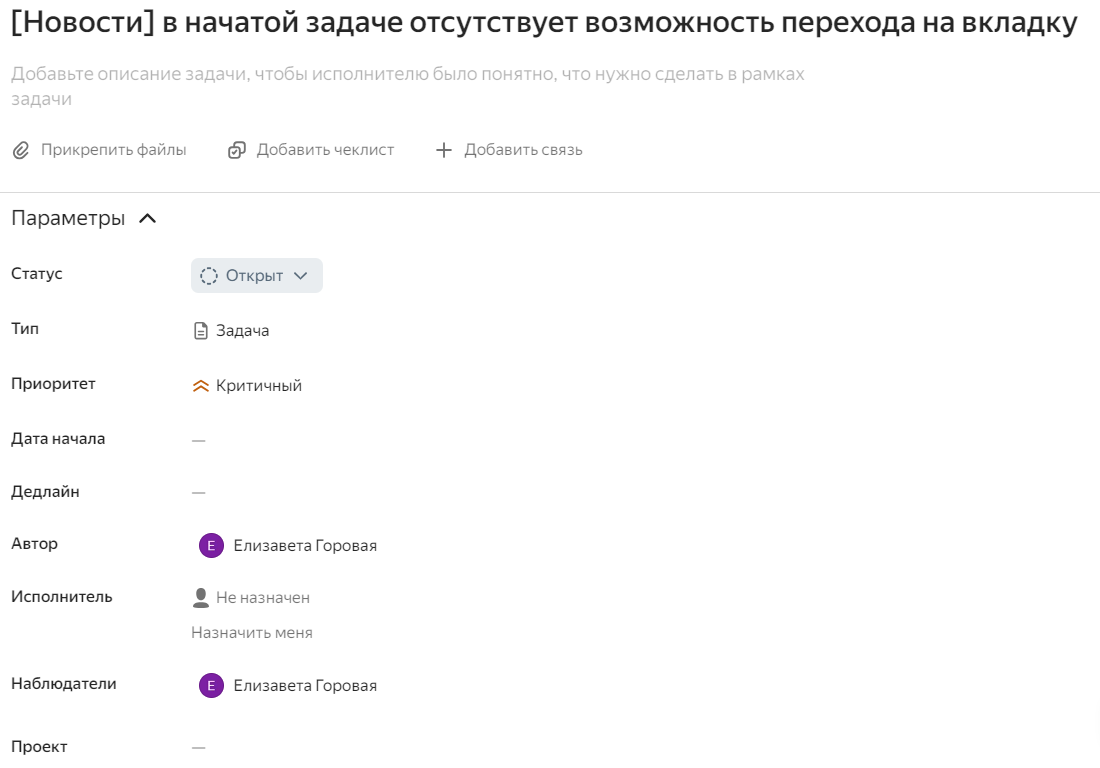 [Новости] в начатой задаче отсутствует возможность перехода на вкладку
Добавьте описание задачи, чтобы исполнителю было понятно, что нужно сделать в рамках
задачи
Прикрепить файлы Добавить чеклист Добавить связь
Параметры
Статус Открыт
Тип Задача
Приоритет Критичный
Дата начала —
Дедлайн —
Автор Е Елизавета Горовая
Исполнитель Не назначен
Назначить меня
Наблюдатели Е Елизавета Горовая
Проект —